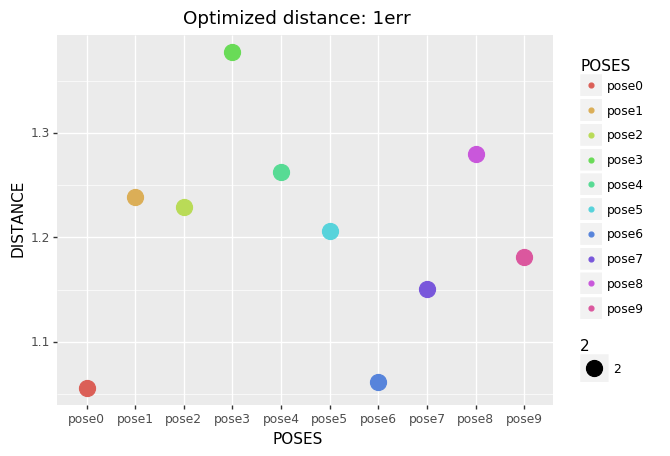 Optimized distance: 1err
DISTANCE
1.3
1.2
1.1
pose0 pose1 pose2 pose3 pose4 pose5 pose6 pose7 pose8 pose9
POSES
POSES
pose0
pose1
pose2
pose3
pose4
pose5
pose6
pose7
pose8
pose9
2
2